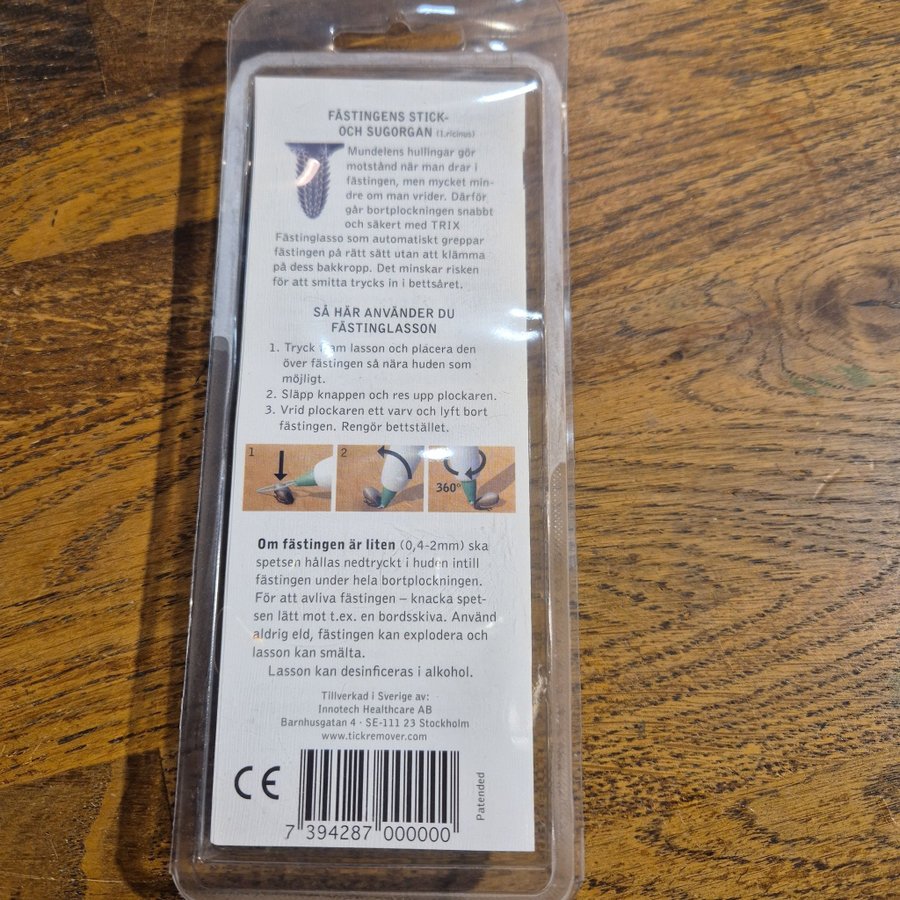 FÄSTINGENS STICK-
OCH SUGORGAN (I.ricinus)
Mundelens hullingar gör
motstånd när man drar i
fästingen, men mycket min-
dre om man vrider. Därför
går bortplockningen snabbt
och säkert med TRIX
Fästinglasso som automatiskt greppar
fästingen på rätt sätt utan att klämma
på dess bakkropp. Det minskar risken
för att smitta trycks in i bettsåret.
SÅ HÄR ANVÄNDER DU
FÄSTINGLASSON
1. Tryck fram lasson och placera den
över fästingen så nära huden som
möjligt.
2. Släpp knappen och res upp plockaren.
3. Vrid plockaren ett varv och lyft bort
fästingen. Rengör bettstället.
1 2 3
360°
Om fästingen är liten (0,4-2mm) ska
spetsen hållas nedtryckt i huden intill
fästingen under hela bortplockningen.
För att avliva fästingen – knacka spet-
sen lätt mot t.ex. en bordsskiva. Använd
aldrig eld, fästingen kan explodera och
lasson kan smälta.
Lasson kan desinficeras i alkohol.
Tillverkad i Sverige av:
Innotech Healthcare AB
Barnhusgatan 4 · SE-111 23 Stockholm
www.tickremover.com
CE
Patended
7 394287 000000